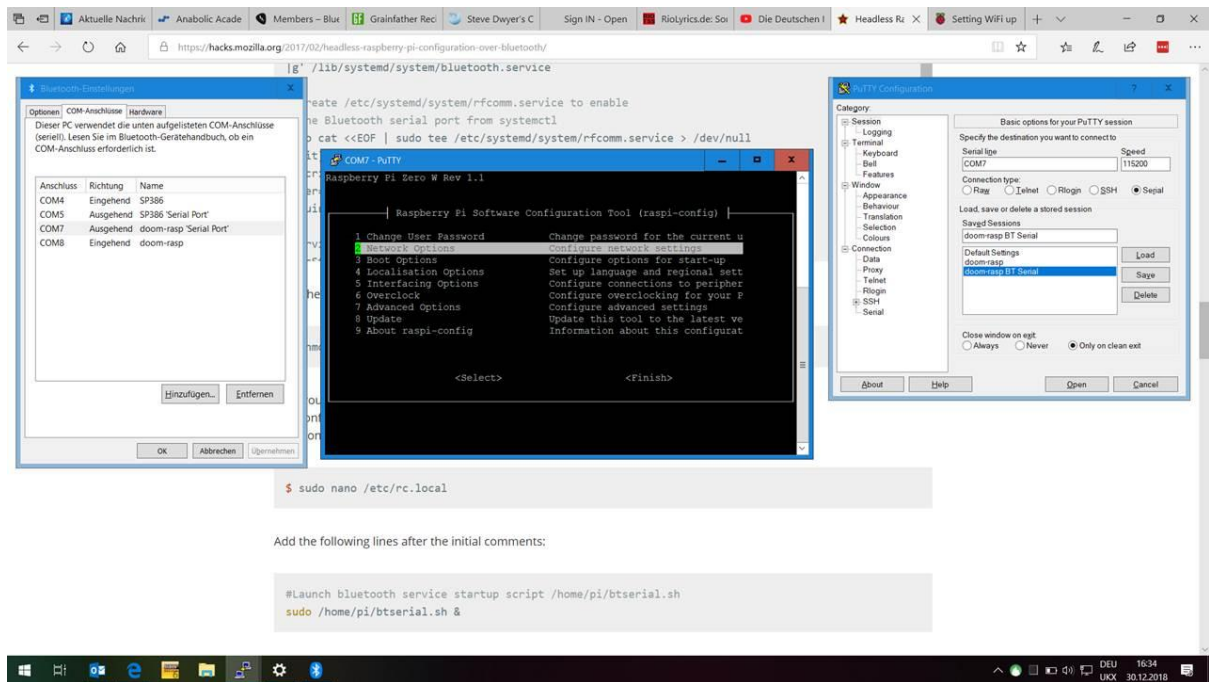 Aktuelle Nachric
Anabolic Acade
Members – Blue
Grainfather Reci
Steve Dwyer's C
Sign IN - Open
RioLyrics.de: Son
Die Deutschen I
Headless Ra
Setting WiFi up
https://hacks.mozilla.org/2017/02/headless-raspberry-pi-configuration-over-bluetooth/
|g' /lib/systemd/system/bluetooth.service
reate /etc/systemd/system/rfcomm.service to enable
he Bluetooth serial port from systemctl
o cat <<EOF | sudo tee /etc/systemd/system/rfcomm.service > /dev/null
Bluetooth-Einstellungen
Optionen COM-Anschlüsse Hardware
Dieser PC verwendet die unten aufgelisteten COM-Anschlüsse
(seriell). Lesen Sie im Bluetooth-Gerätehandbuch, ob ein
COM-Anschluss erforderlich ist.
Anschluss Richtung Name
COM4 Eingehend SP386
COM5 Ausgehend SP386 'Serial Port'
COM7 Ausgehend doom-rasp 'Serial Port'
COM8 Eingehend doom-rasp
Hinzufügen... Entfernen
OK Abbrechen Übernehmen
COM7 - PuTTY
Raspberry Pi Zero W Rev 1.1
Raspberry Pi Software Configuration Tool (raspi-config)
1 Change User Password Change password for the current u
2 Network Options Configure network settings
3 Boot Options Configure options for start-up
4 Localisation Options Set up language and regional sett
5 Interfacing Options Configure connections to peripher
6 Overclock Configure overclocking for your P
7 Advanced Options Configure advanced settings
8 Update Update this tool to the latest ve
9 About raspi-config Information about this configurat
<Select> <Finish>
PuTTY Configuration
Category:
Session
Logging
Terminal
Keyboard
Bell
Features
Window
Appearance
Behaviour
Translation
Selection
Colours
Connection
Data
Proxy
Telnet
Rlogin
SSH
Serial
Basic options for your PuTTY session
Specify the destination you want to connect to
Serial line Speed
COM7 115200
Connection type:
Raw Telnet Rlogin SSH Serial
Load, save or delete a stored session
Saved Sessions
doom-rasp BT Serial
Default Settings
doom-rasp
doom-rasp BT Serial
Load
Save
Delete
Close window on exit:
Always Never Only on clean exit
About Help Open Cancel
$ sudo nano /etc/rc.local
Add the following lines after the initial comments:
#Launch bluetooth service startup script /home/pi/btserial.sh
sudo /home/pi/btserial.sh &
DEU 16:34
UKX 30.12.2018